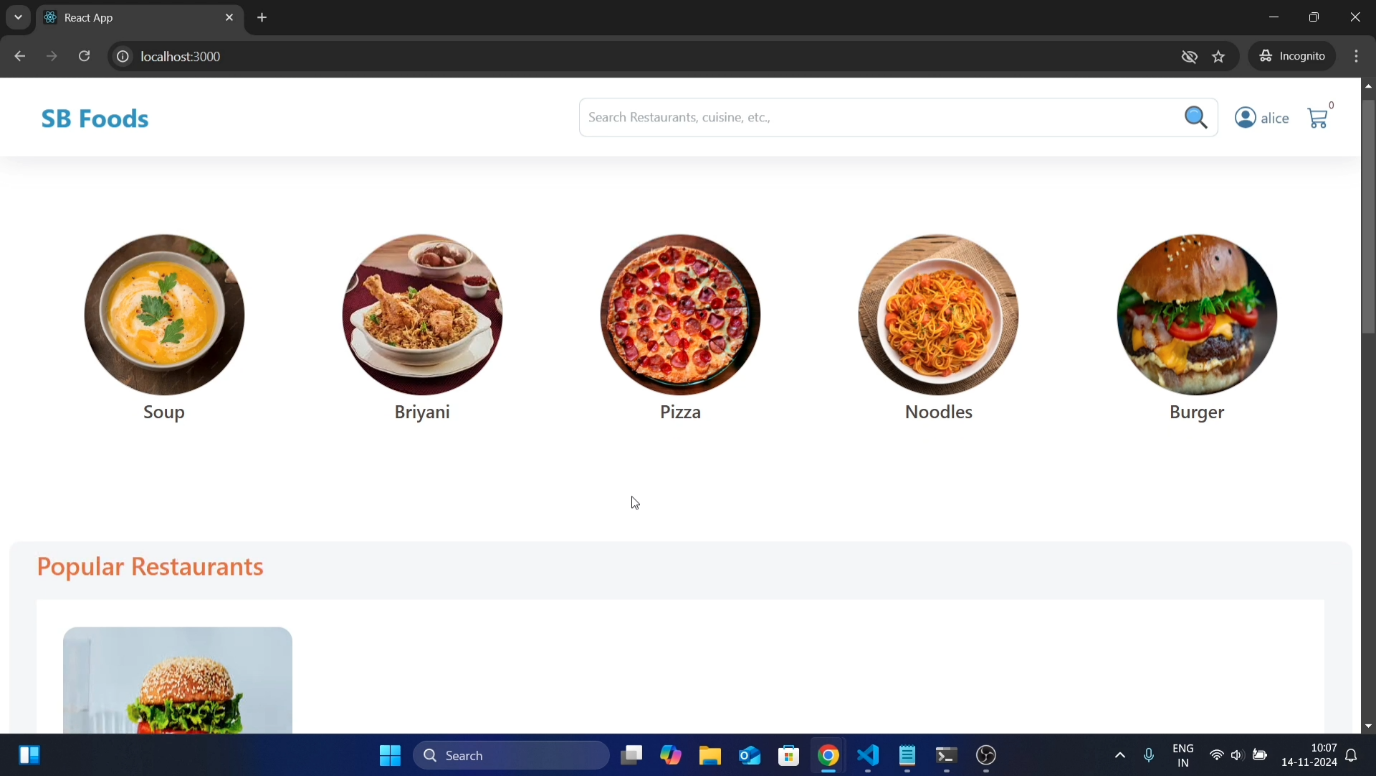 React App
localhost:3000
Incognito
SB Foods
Search Restaurants, cuisine, etc.,
alice
0
Soup
Briyani
Pizza
Noodles
Burger
Popular Restaurants
Search
ENG
IN
10:07
14-11-2024